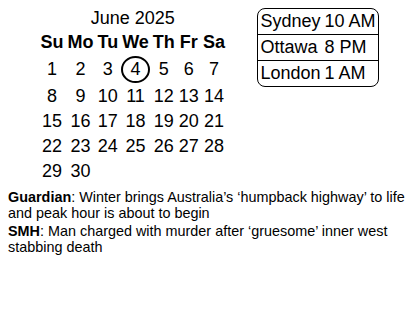 June 2025
Su Mo Tu We Th Fr Sa
1 2 3 4 5 6 7
8 9 10 11 12 13 14
15 16 17 18 19 20 21
22 23 24 25 26 27 28
29 30
Sydney 10 AM
Ottawa 8 PM
London 1 AM
Guardian: Winter brings Australia’s ‘humpback highway’ to life
and peak hour is about to begin
SMH: Man charged with murder after ‘gruesome’ inner west
stabbing death